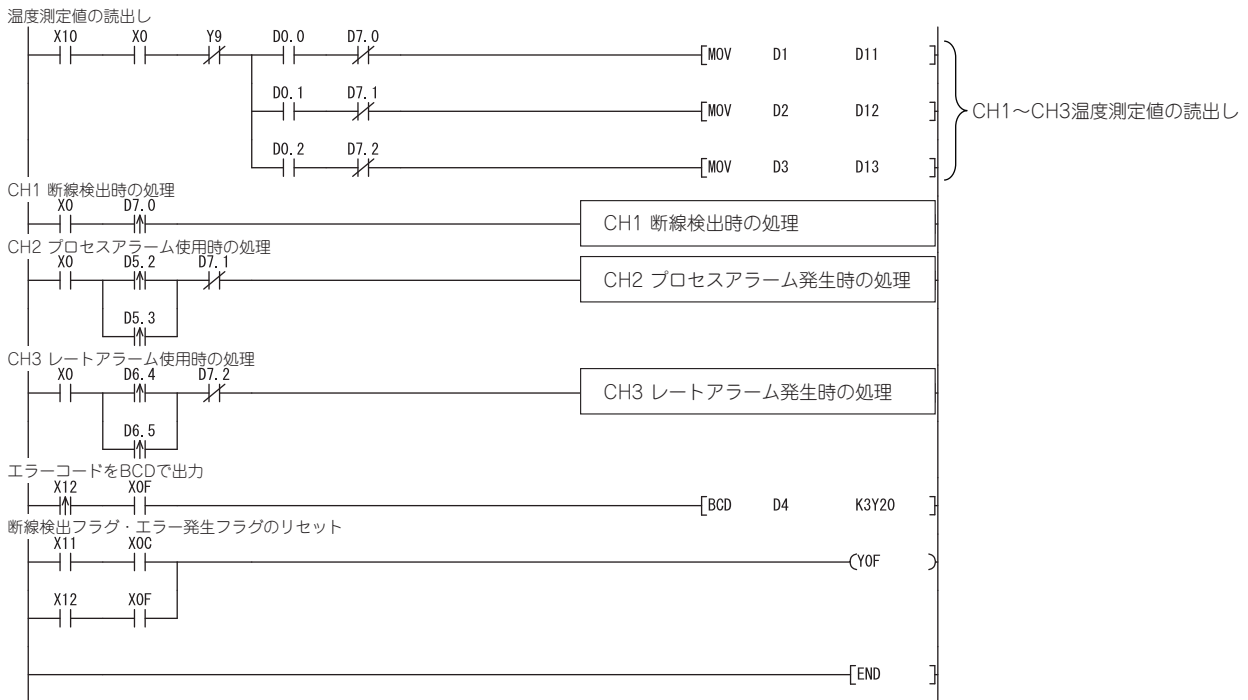 温度測定値の読出し
X10 X0 Y9 D0.0 D7.0
MOV D1 D11
D0.1 D7.1
MOV D2 D12
CH1～CH3温度測定値の読出し
D0.2 D7.2
MOV D3 D13
CH1 断線検出時の処理
X0 D7.0
CH1 断線検出時の処理
CH2 プロセスアラーム使用時の処理
X0 D5.2 D7.1
CH2 プロセスアラーム発生時の処理
D5.3
CH3 レートアラーム使用時の処理
X0 D6.4 D7.2
CH3 レートアラーム発生時の処理
D6.5
エラーコードをBCDで出力
X12 X0F
BCD D4 K3Y20
断線検出フラグ・エラー発生フラグのリセット
X11 X0C
Y0F
X12 X0F
END